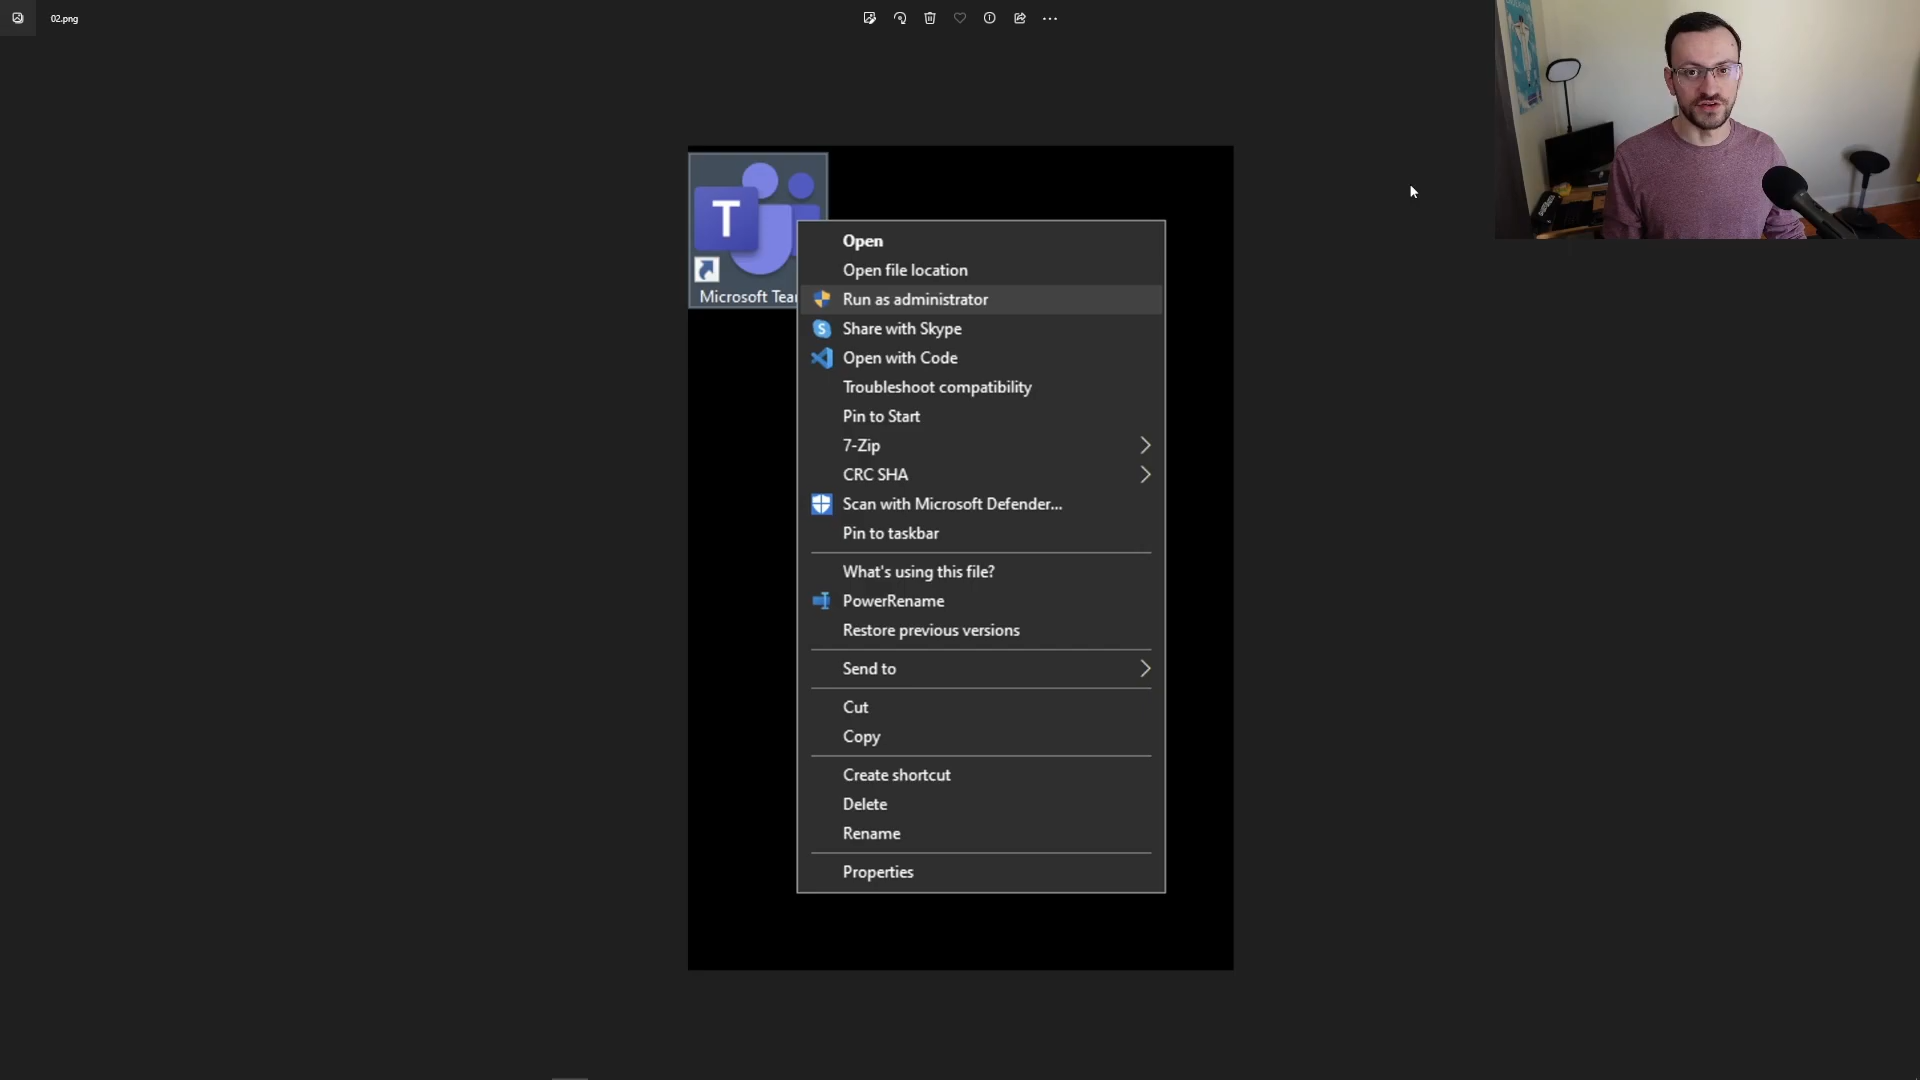 02.png
T
Microsoft Tea
Open
Open file location
Run as administrator
S
Share with Skype
Open with Code
Troubleshoot compatibility
Pin to Start
7-Zip
CRC SHA
Scan with Microsoft Defender...
Pin to taskbar
What's using this file?
PowerRename
Restore previous versions
Send to
Cut
Copy
Create shortcut
Delete
Rename
Properties